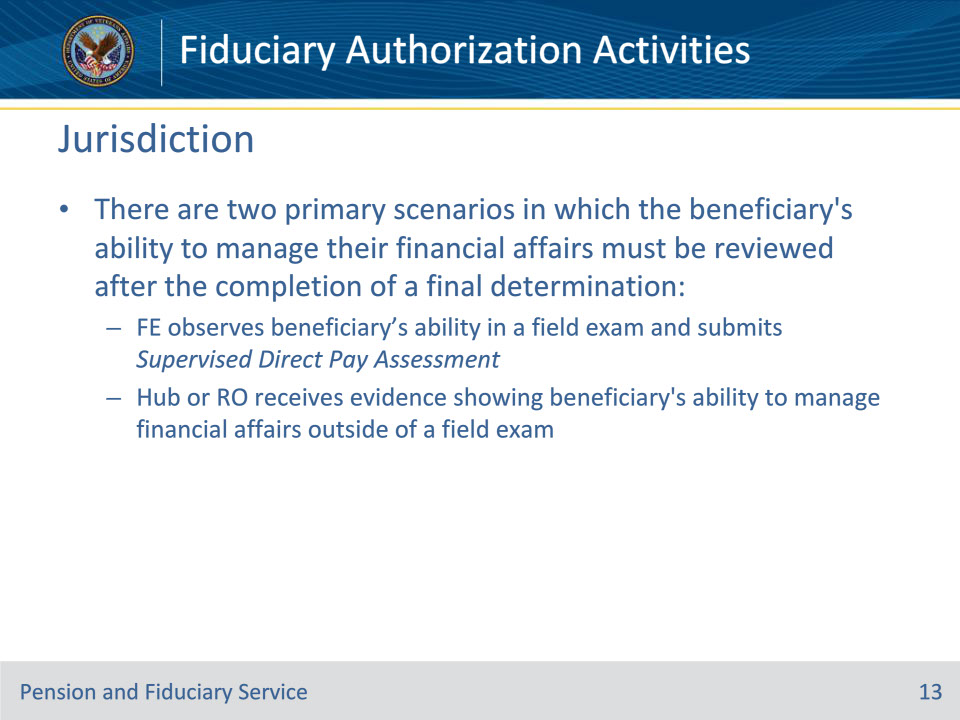 Fiduciary Authorization Activities
Jurisdiction
• There are two primary scenarios in which the beneficiary's
ability to manage their financial affairs must be reviewed
after the completion of a final determination:
– FE observes beneficiary’s ability in a field exam and submits
Supervised Direct Pay Assessment
– Hub or RO receives evidence showing beneficiary's ability to manage
financial affairs outside of a field exam
Pension and Fiduciary Service
13